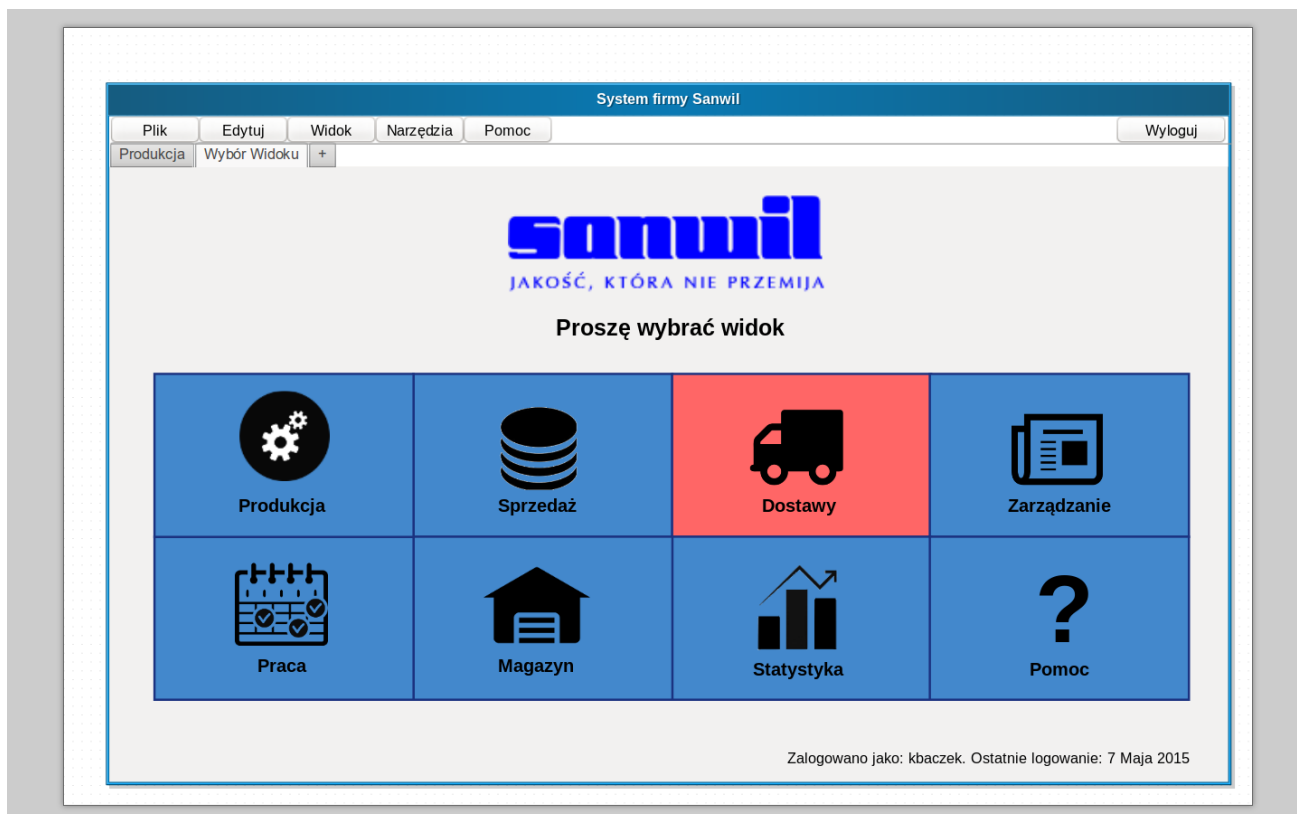 System firmy Sanwil
Plik Edytuj Widok Narzędzia Pomoc Wyloguj
Produkcja Wybór Widoku +
sanwil
JAKOŚĆ, KTÓRA NIE PRZEMIJA
Proszę wybrać widok
Produkcja Sprzedaż Dostawy Zarządzanie
?
Praca Magazyn Statystyka Pomoc
Zalogowano jako: kbaczek. Ostatnie logowanie: 7 Maja 2015